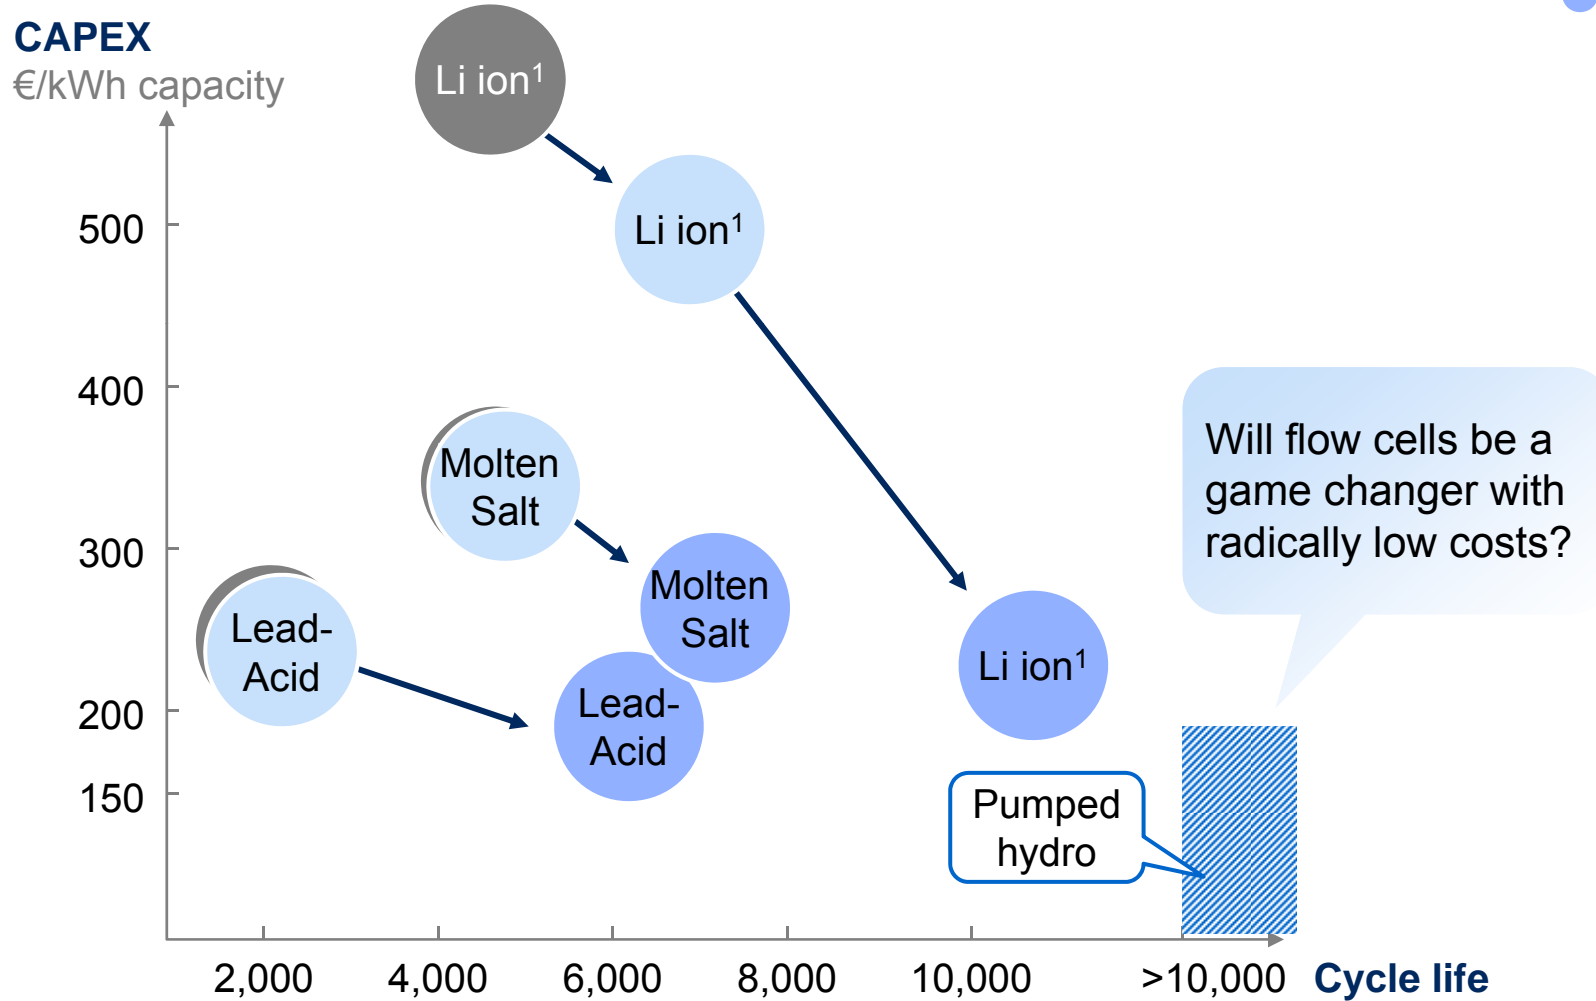 CAPEX
€/kWh capacity
Li ion¹
500
Li ion¹
400
Will flow cells be a
game changer with
radically low costs?
Molten
Salt
300
Molten
Salt
Lead-
Acid
Li ion¹
200
Lead-
Acid
150
Pumped
hydro
2,000
4,000
6,000
8,000
10,000
>10,000
Cycle life